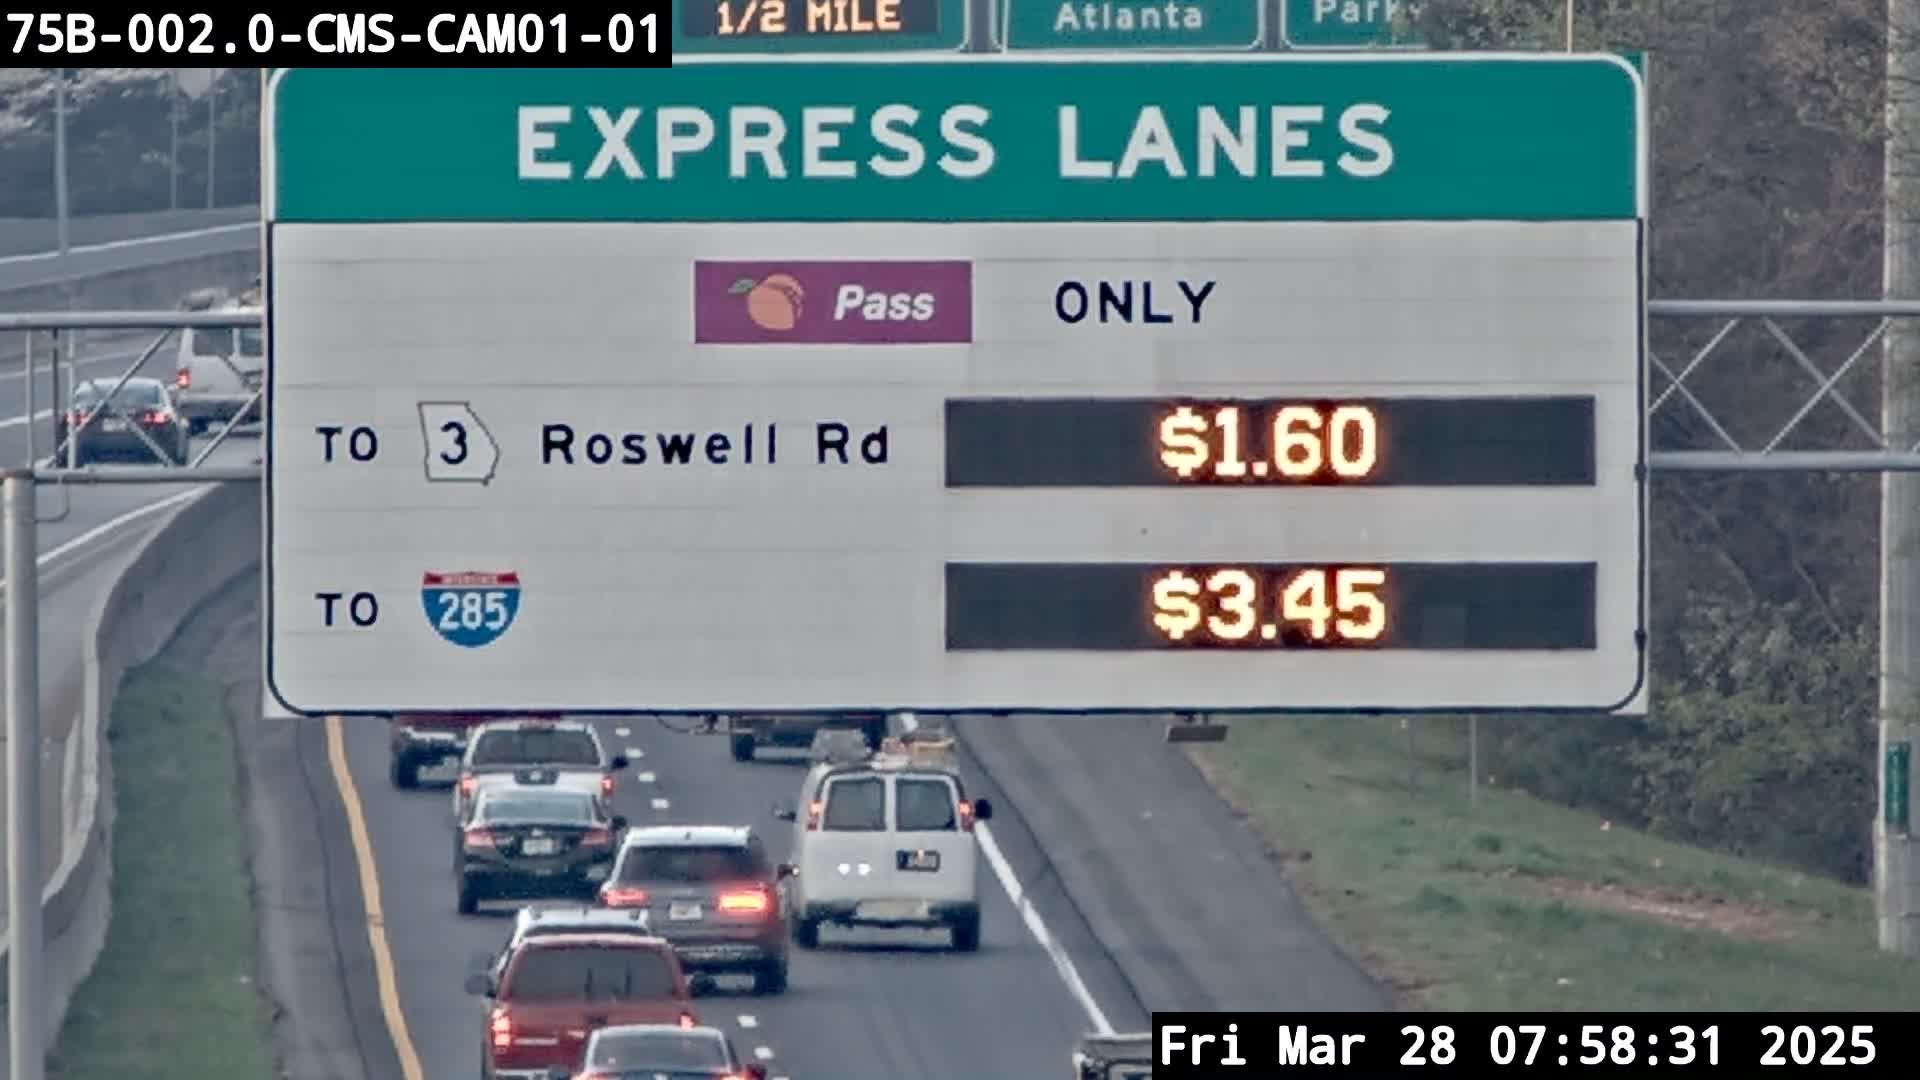 75B-002.0-CMS-CAM01-01
1/2 MILE
Atlanta
EXPRESS LANES
Pass ONLY
TO 3 Roswell Rd $1.60
TO 285 $3.45
Fri Mar 28 07:58:31 2025